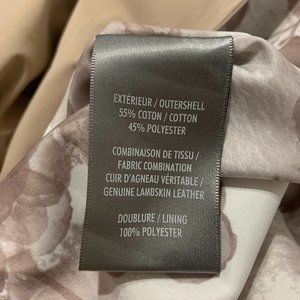 EXTÉRIEUR / OUTERSHELL
55% COTON / COTTON
45% POLYESTER
COMBINAISON DE TISSU /
FABRIC COMBINATION
CUIR D'AGNEAU VÉRITABLE /
GENUINE LAMBSKIN LEATHER
DOUBLURE / LINING
100% POLYESTER